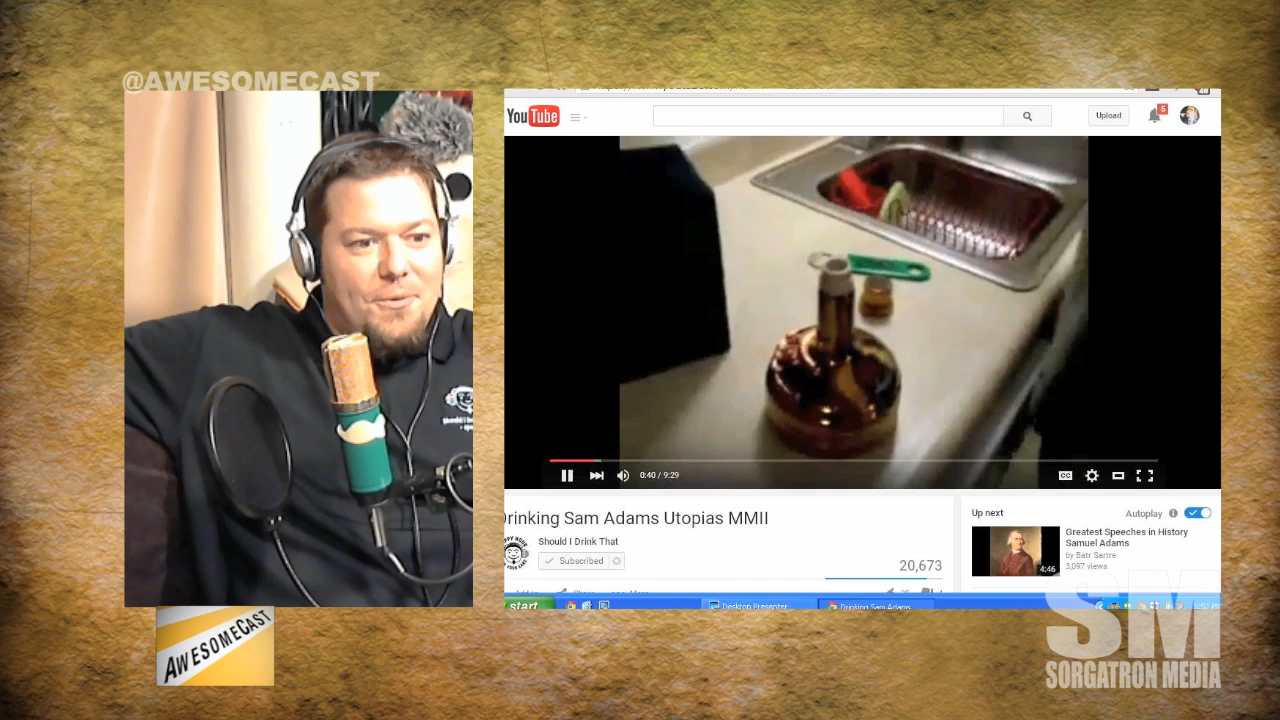 @AWESOMECAST
YouTube
Upload
5
0:40 / 9:29
CC
Drinking Sam Adams Utopias MMII
Should I Drink That
Subscribed
20,673
Up next
Autoplay
Greatest Speeches in History
Samuel Adams
by Batr Sartre
3,097 views
4:46
start
Desktop Presenter
Drinking Sam Adams
AWESOMECAST
SM
SORGATRON MEDIA